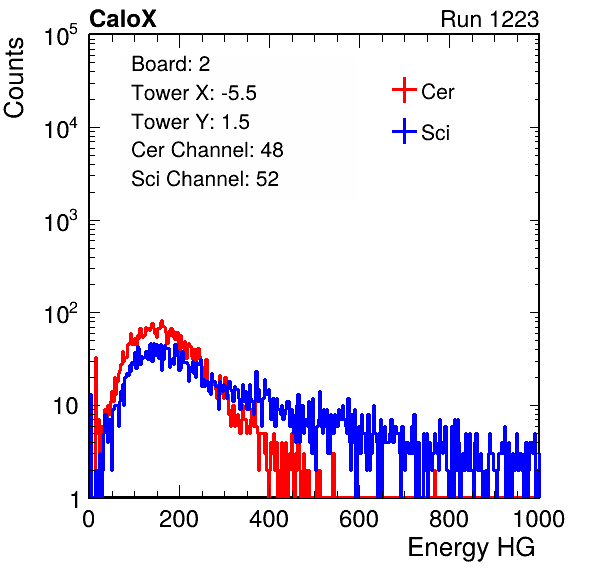 CaloX Run 1223
Counts
10^5
10^4
10^3
10^2
10
1
Board: 2
Tower X: -5.5
Tower Y: 1.5
Cer Channel: 48
Sci Channel: 52
Cer
Sci
0 200 400 600 800 1000
Energy HG